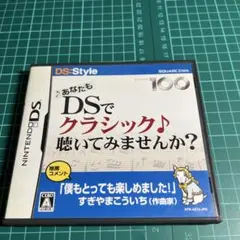 DS:Style
SQUARE ENIX
100
あなたも
DSで
クラシック♪
聴いてみませんか?
NINTENDO DS
推薦
コメント
「僕もとっても楽しめました!」
すぎやまこういち(作曲家)